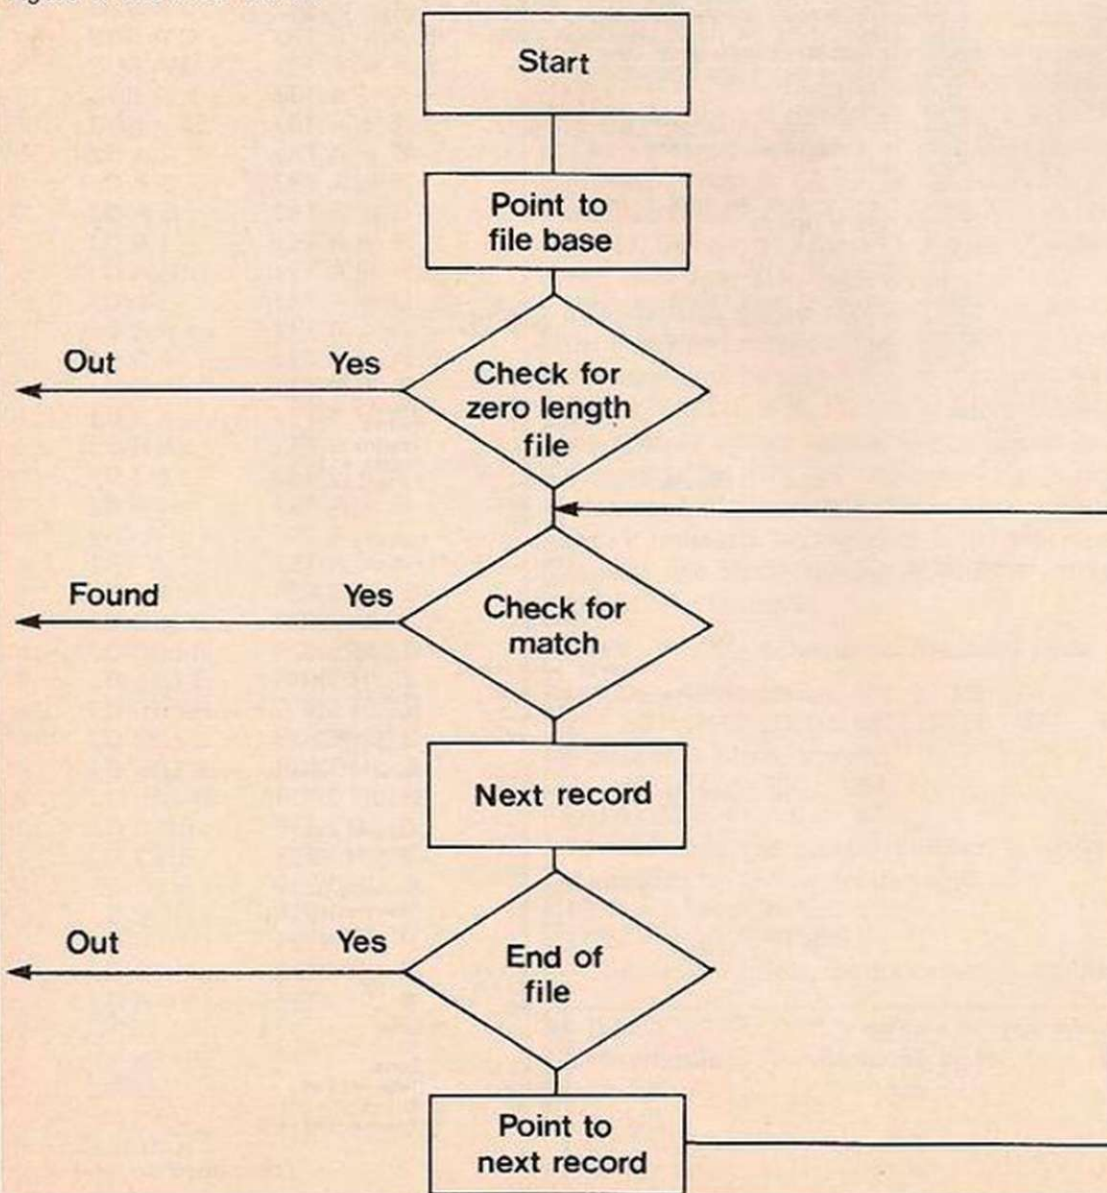 Start
Point to
file base
Out
Yes
Check for
zero length
file
Found
Yes
Check for
match
Next record
Out
Yes
End of
file
Point to
next record